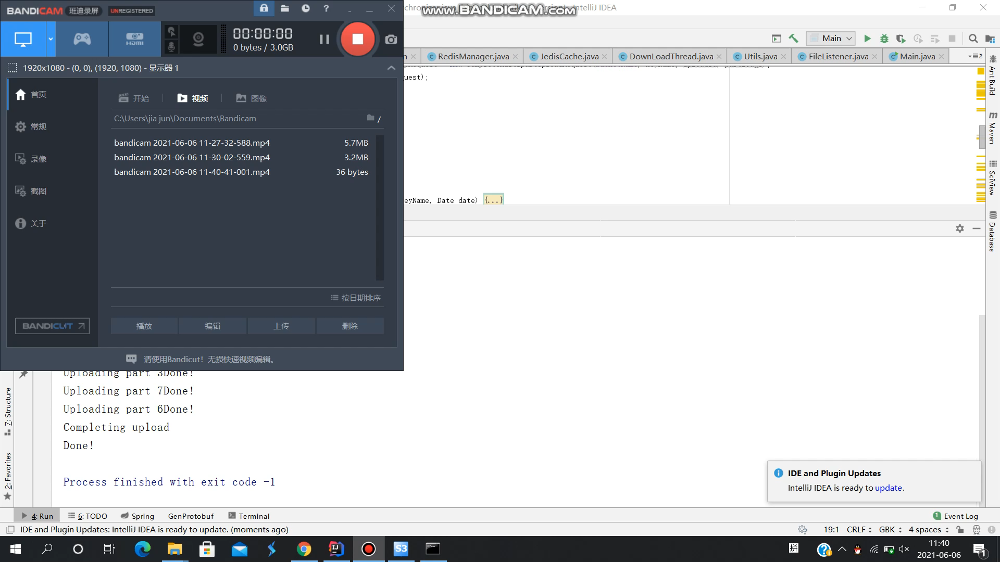 BANDICAM 班迪录屏 UNREGISTERED
www.BANDICAM.com
chronizer.java
IntelliJ IDEA
HDMI
00:00:00
0 bytes / 3.0GB
Main
RedisManager.java
JedisCache.java
DownLoadThread.java
Utils.java
FileListener.java
Main.java
2
1920x1080 - (0, 0), (1920, 1080) - 显示器 1
uest);
eyName, Date date) {...}
首页
常规
录像
截图
关于
BANDICUT
开始
视频
图像
C:\Users\jia jun\Documents\Bandicam
/
bandicam 2021-06-06 11-27-32-588.mp4 5.7MB
bandicam 2021-06-06 11-30-02-559.mp4 3.2MB
bandicam 2021-06-06 11-40-41-001.mp4 36 bytes
按日期排序
播放 编辑 上传 删除
请使用Bandicut！无损快速视频编辑。
Ant Build
Maven
SciView
Database
7: Structure
2: Favorites
Uploading part 3Done!
Uploading part 7Done!
Uploading part 6Done!
Completing upload
Done!
Process finished with exit code -1
IDE and Plugin Updates
IntelliJ IDEA is ready to update.
4: Run
6: TODO
Spring
GenProtobuf
Terminal
1 Event Log
IDE and Plugin Updates: IntelliJ IDEA is ready to update. (moments ago)
19:1 CRLF GBK 4 spaces
S3
拼
11:40
2021-06-06
1